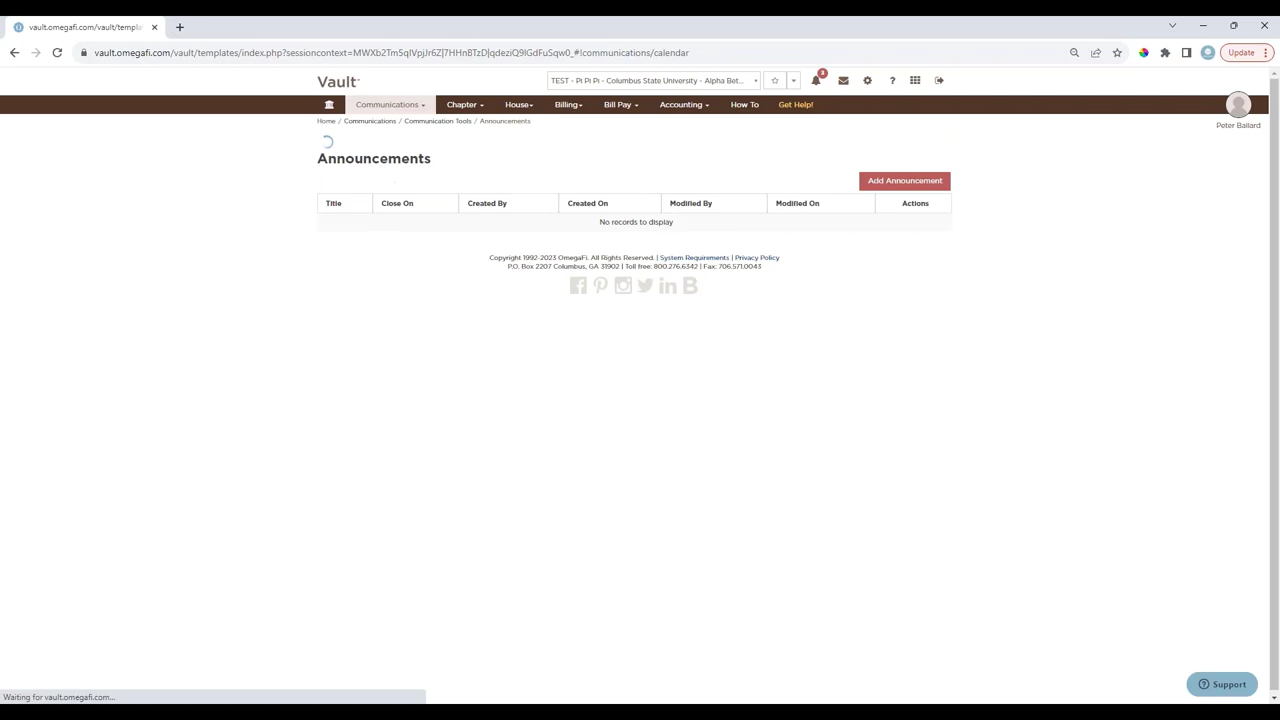 vault.omegafi.com/vault/templa
vault.omegafi.com/vault/templates/index.php?sessioncontext=MWXb2Tm5qIVpjJr6Z|7HHnBTzD|qdeziQ9lGdFuSqw0_#!communications/calendar
Update
Vault
TEST - Pi Pi Pi - Columbus State University - Alpha Bet...
3
Communications Chapter House Billing Bill Pay Accounting How To Get Help!
Home / Communications / Communication Tools / Announcements
Peter Ballard
Announcements
Add Announcement
Title Close On Created By Created On Modified By Modified On Actions
No records to display
Copyright 1992-2023 OmegaFi. All Rights Reserved. | System Requirements | Privacy Policy
P.O. Box 2207 Columbus, GA 31902 | Toll free: 800.276.6342 | Fax: 706.571.0043
Support
Waiting for vault.omegafi.com...